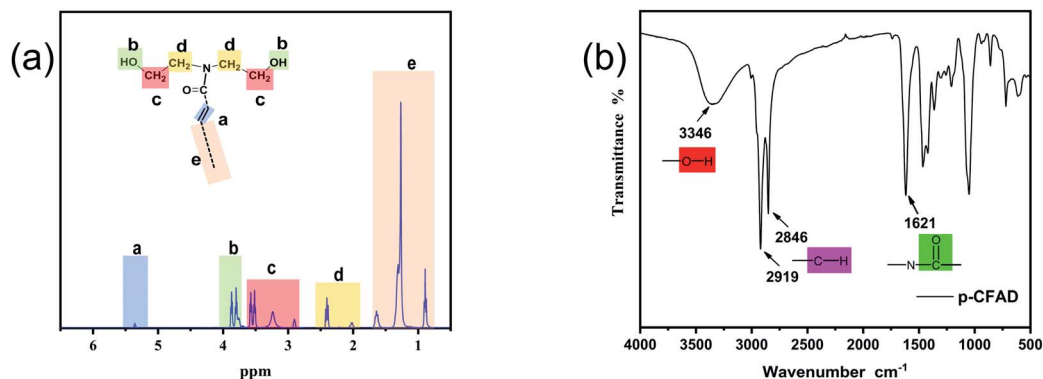 (a)
b
d
d
b
HO
CH₂
N
CH₂
OH
CH₂
CH₂
c
c
O=C
a
e
e
a
b
c
d
6
5
4
3
2
1
ppm
(b)
Transmittance %
3346
O-H
2846
2919
C-H
1621
O
N-C
p-CFAD
4000
3500
3000
2500
2000
1500
1000
500
Wavenumber cm⁻¹